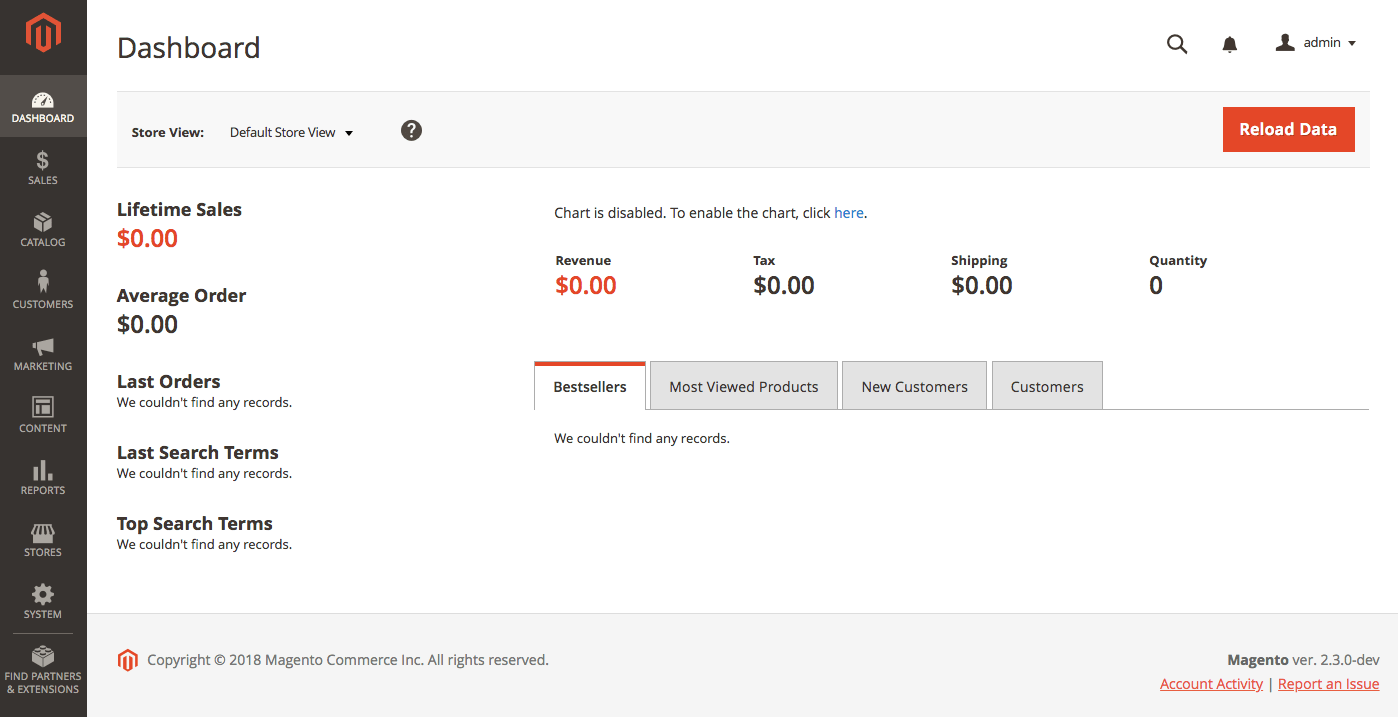 Dashboard
admin
DASHBOARD
SALES
CATALOG
CUSTOMERS
MARKETING
CONTENT
REPORTS
STORES
SYSTEM
FIND PARTNERS
& EXTENSIONS
Store View: Default Store View ?
Reload Data
Lifetime Sales
$0.00
Average Order
$0.00
Last Orders
We couldn't find any records.
Last Search Terms
We couldn't find any records.
Top Search Terms
We couldn't find any records.
Chart is disabled. To enable the chart, click here.
Revenue Tax Shipping Quantity
$0.00 $0.00 $0.00 0
Bestsellers Most Viewed Products New Customers Customers
We couldn't find any records.
Copyright © 2018 Magento Commerce Inc. All rights reserved.
Magento ver. 2.3.0-dev
Account Activity | Report an Issue